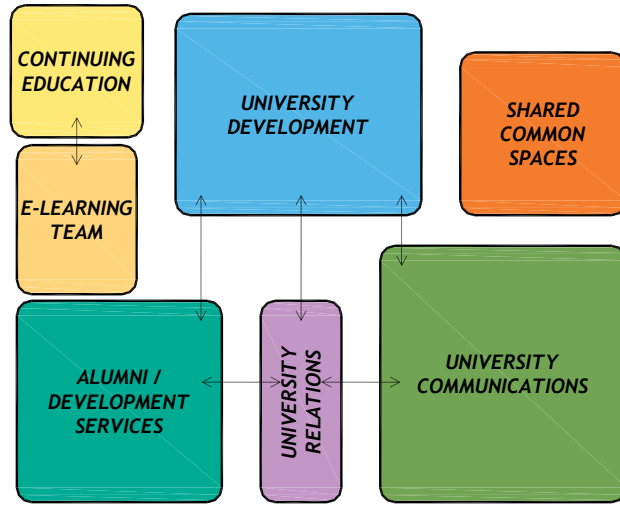 CONTINUING
EDUCATION
UNIVERSITY
DEVELOPMENT
SHARED
COMMON
SPACES
E-LEARNING
TEAM
ALUMNI /
DEVELOPMENT
SERVICES
UNIVERSITY
RELATIONS
UNIVERSITY
COMMUNICATIONS